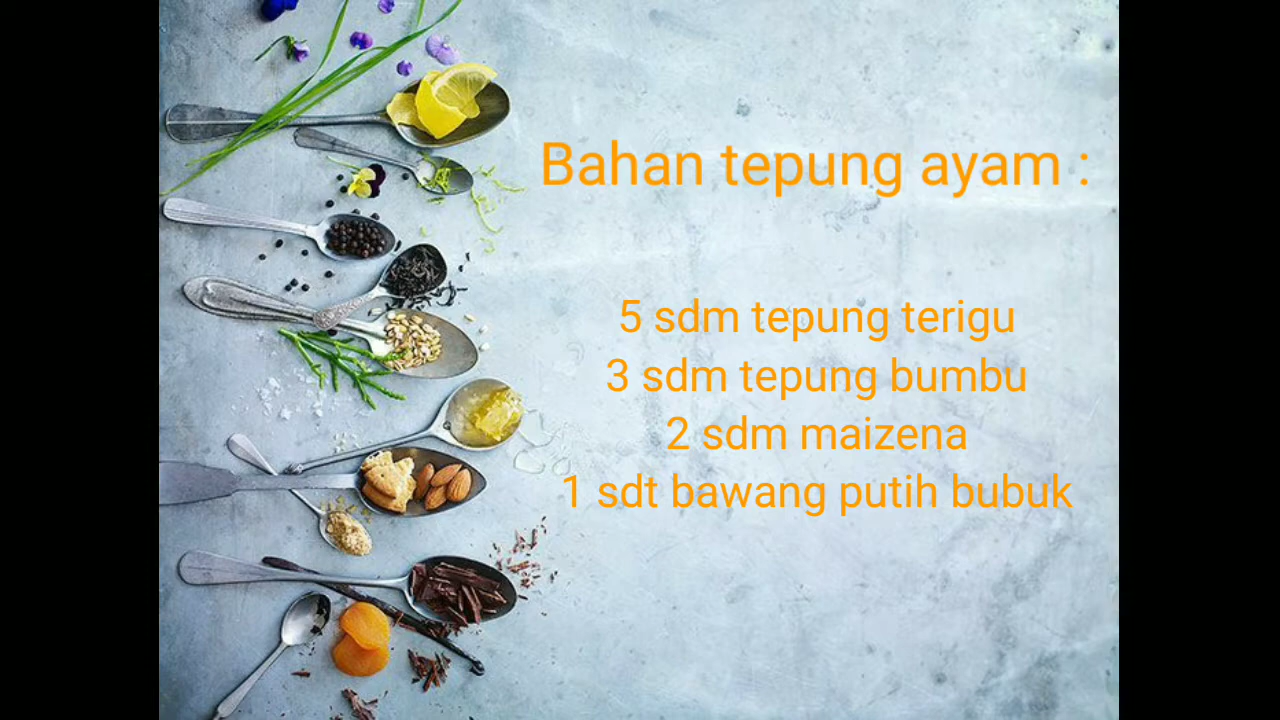 Bahan tepung ayam :
5 sdm tepung terigu
3 sdm tepung bumbu
2 sdm maizena
1 sdt bawang putih bubuk